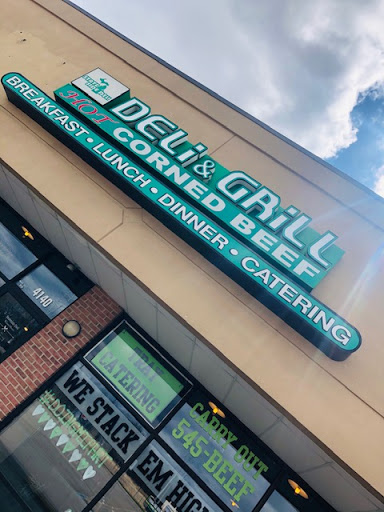 DELi & GRiLL
HOT CORNED BEEF
BREAKFAST • LUNCH • DINNER • CATERING
4140
CATERING
WE STACK
EM HIGH
CARRY OUT
545-BEEF